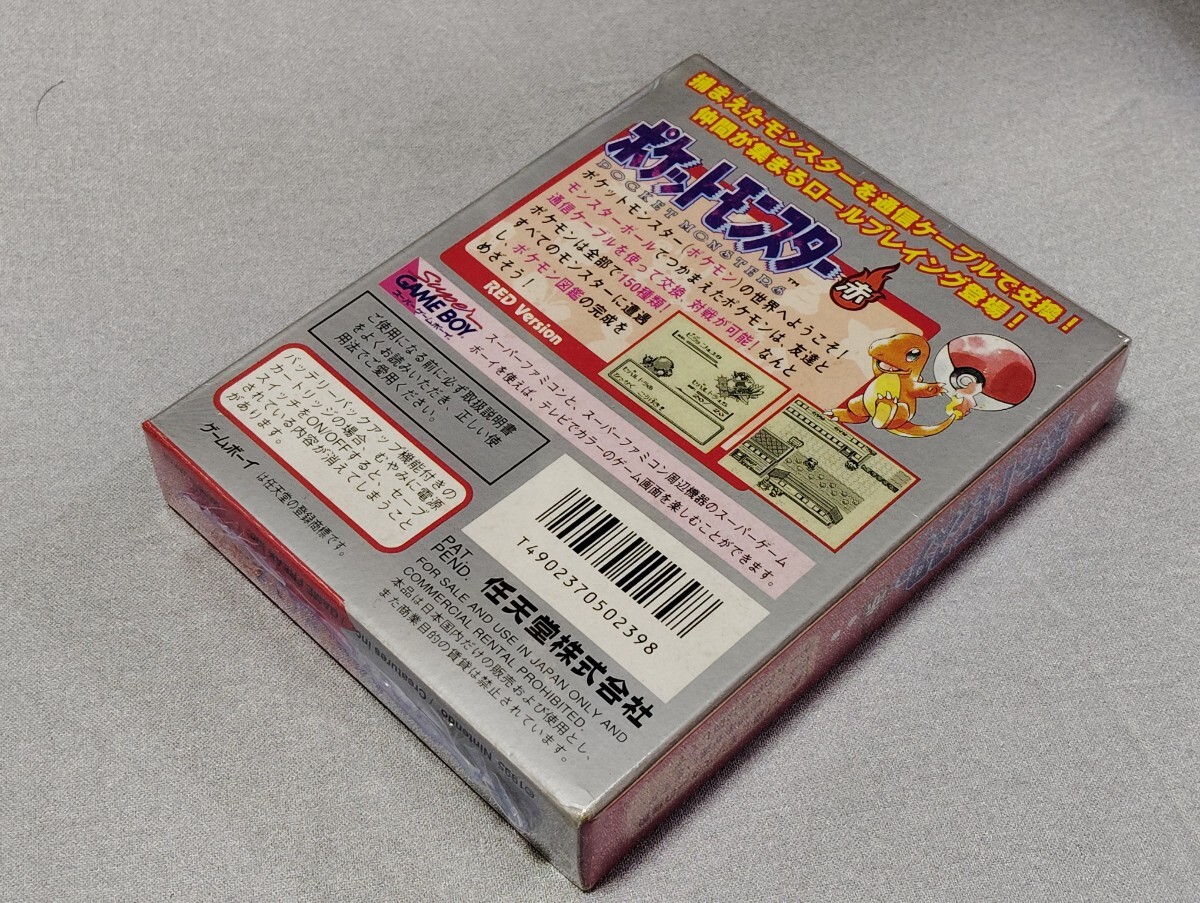 捕まえたモンスターを通信ケーブルで交換！
仲間が集まるロールプレイング登場！
ポケットモンスター
POCKET MONSTERS
TM
赤
RED Version
ポケットモンスター(ポケモン)の世界へようこそ！
モンスターボールでつかまえたポケモンは、友達と
通信ケーブルを使って交換、対戦が可能！なんと
ポケモンは全部で150種類！
すべてのモンスターに遭遇
し、ポケモン図鑑の完成を
めざそう！
Super
GAME BOY
スーパーゲームボーイ
スーパーファミコンと、スーパーファミコン周辺機器のスーパーゲーム
ボーイを使えば、テレビでカラーのゲーム画面を楽しむことができます。
ご使用になる前に必ず取扱説明書
をよくお読みいただき、正しい使
用法でご愛用ください。
バッテリーバックアップ機能付きの
カートリッジの場合、むやみに電源
スイッチをON/OFFすると、セーブ
されている内容が消えてしまうこと
があります。
ゲームボーイ は任天堂の登録商標です。
T4902370502398
PAT.
PEND.
任天堂株式会社
FOR SALE AND USE IN JAPAN ONLY AND
COMMERCIAL RENTAL PROHIBITED.
本品は日本国内だけの販売および使用とし、
また商業目的の賃貸は禁止されています。
©1995 Nintendo / Creatures inc.